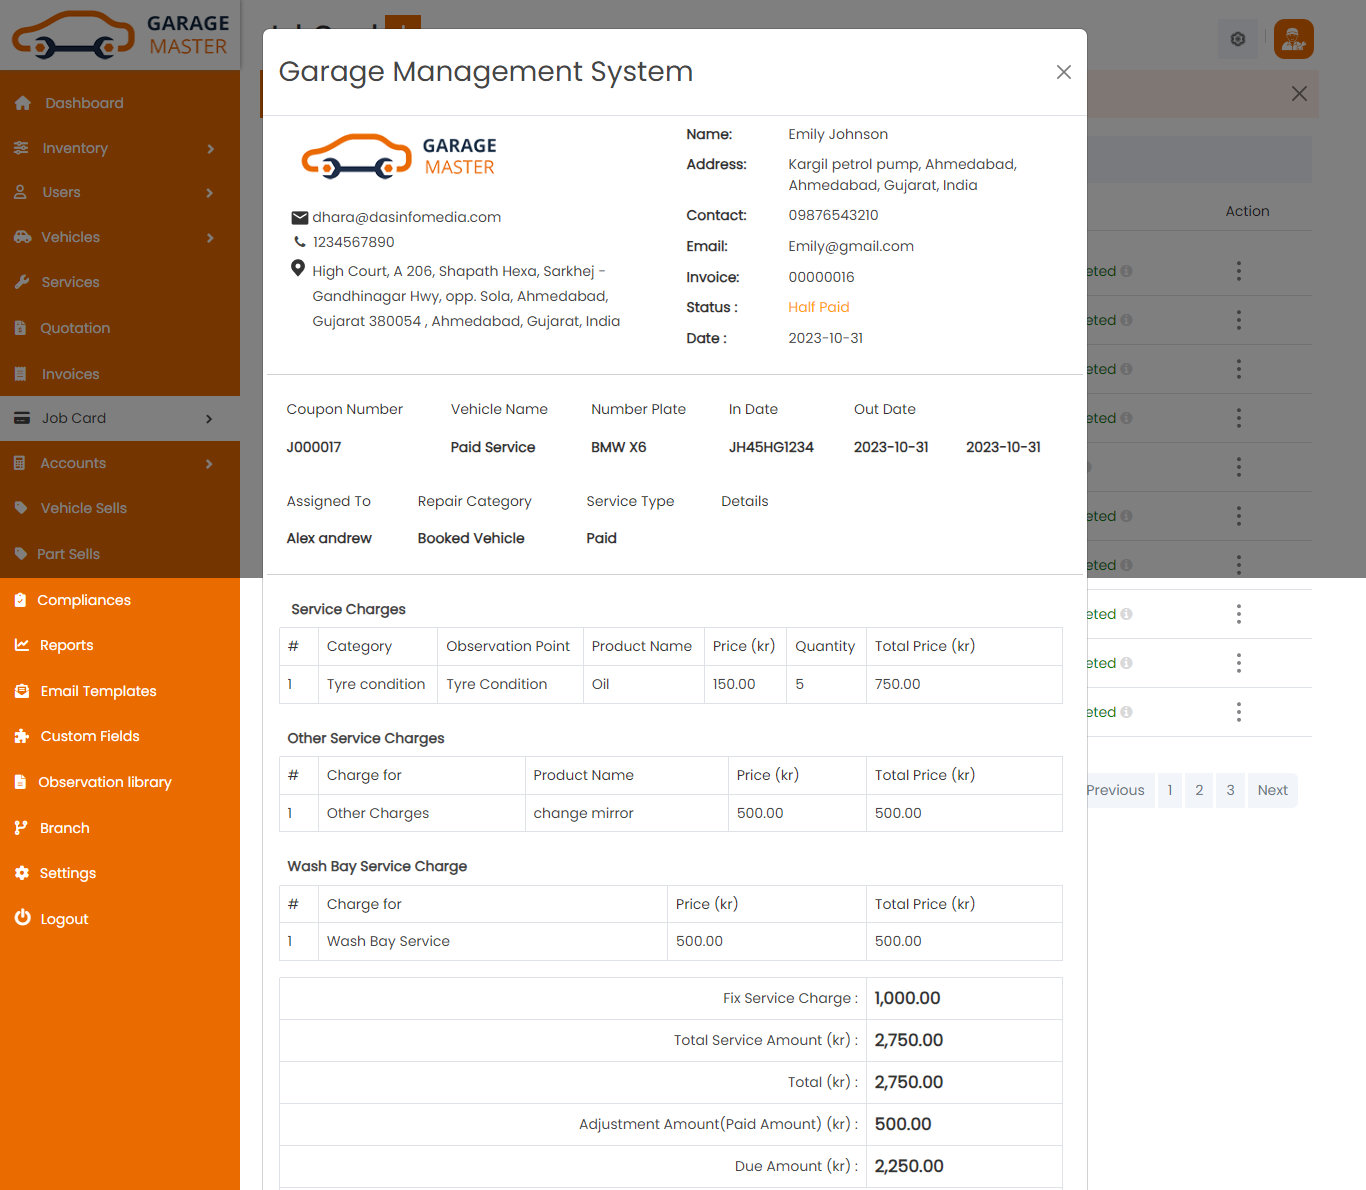 GARAGE
MASTER
Dashboard
Inventory
Users
Vehicles
Services
Quotation
Invoices
Job Card
Accounts
Vehicle Sells
Part Sells
Compliances
Reports
Email Templates
Custom Fields
Observation library
Branch
Settings
Logout
Garage Management System
GARAGE
MASTER
dhara@dasinfomedia.com
1234567890
High Court, A 206, Shapath Hexa, Sarkhej -
Gandhinagar Hwy, opp. Sola, Ahmedabad,
Gujarat 380054 , Ahmedabad, Gujarat, India
Name: Emily Johnson
Address: Kargil petrol pump, Ahmedabad,
Ahmedabad, Gujarat, India
Contact: 09876543210
Email: Emily@gmail.com
Invoice: 00000016
Status : Half Paid
Date : 2023-10-31
Coupon Number Vehicle Name Number Plate In Date Out Date
J000017 Paid Service BMW X6 JH45HG1234 2023-10-31 2023-10-31
Assigned To Repair Category Service Type Details
Alex andrew Booked Vehicle Paid
Service Charges
# Category Observation Point Product Name Price (kr) Quantity Total Price (kr)
1 Tyre condition Tyre Condition Oil 150.00 5 750.00
Other Service Charges
# Charge for Product Name Price (kr) Total Price (kr)
1 Other Charges change mirror 500.00 500.00
Wash Bay Service Charge
# Charge for Price (kr) Total Price (kr)
1 Wash Bay Service 500.00 500.00
Fix Service Charge : 1,000.00
Total Service Amount (kr) : 2,750.00
Total (kr) : 2,750.00
Adjustment Amount(Paid Amount) (kr) : 500.00
Due Amount (kr) : 2,250.00
Action
eted
eted
eted
eted
eted
eted
eted
eted
eted
Previous 1 2 3 Next